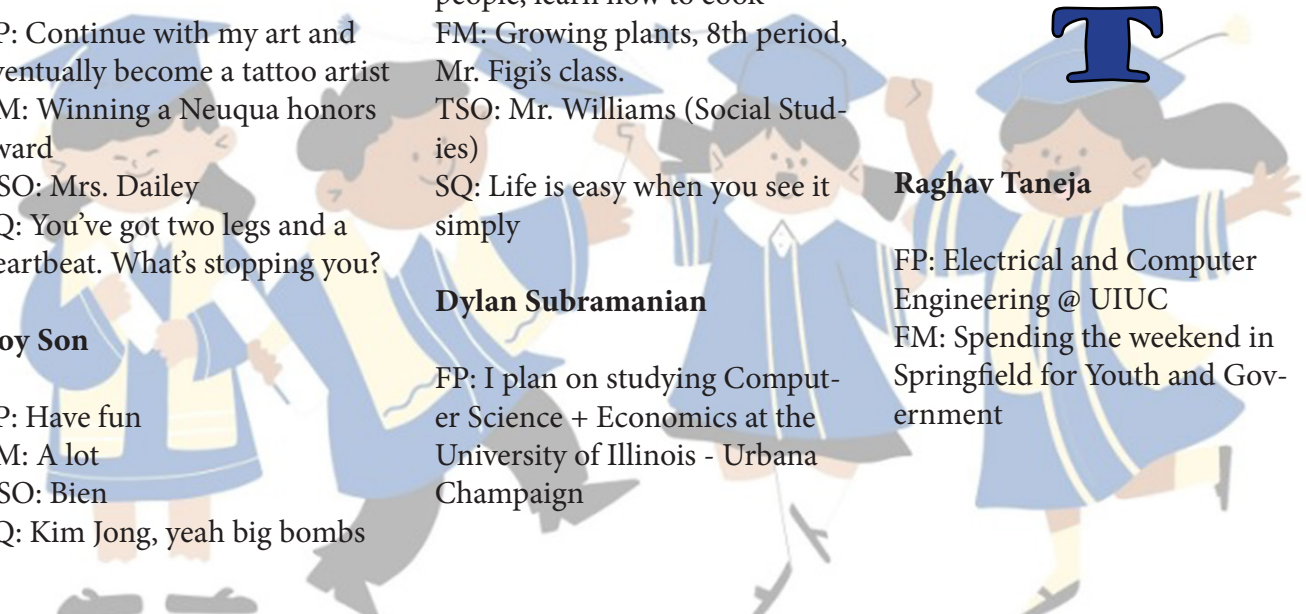 P: Continue with my art and
ventually become a tattoo artist
M: Winning a Neuqua honors
ward
SO: Mrs. Dailey
Q: You’ve got two legs and a
eartbeat. What’s stopping you?
oy Son
P: Have fun
M: A lot
SO: Bien
Q: Kim Jong, yeah big bombs
people, learn how to cook
FM: Growing plants, 8th period,
Mr. Figi’s class.
TSO: Mr. Williams (Social Stud-
ies)
SQ: Life is easy when you see it
simply
Dylan Subramanian
FP: I plan on studying Comput-
er Science + Economics at the
University of Illinois - Urbana
Champaign
T
Raghav Taneja
FP: Electrical and Computer
Engineering @ UIUC
FM: Spending the weekend in
Springfield for Youth and Gov-
ernment